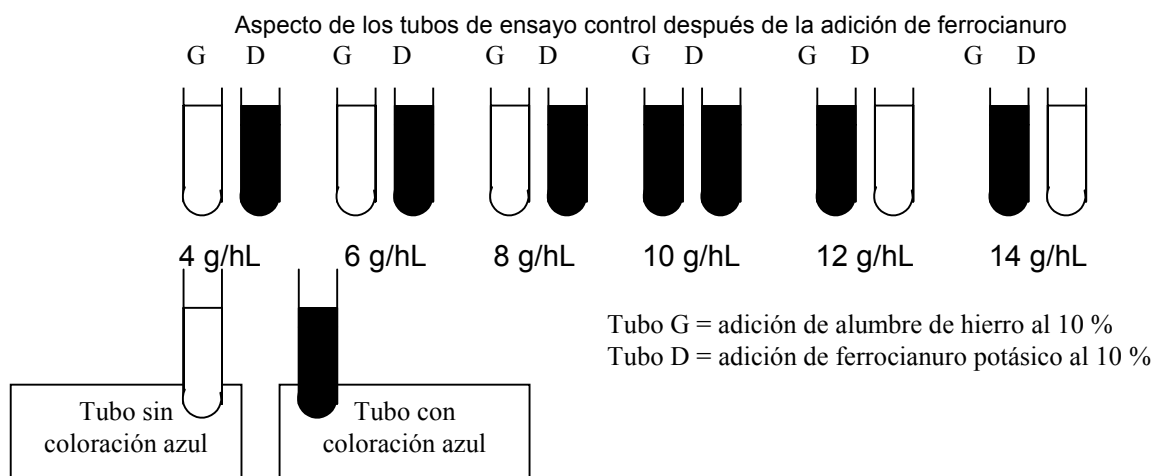 Aspecto de los tubos de ensayo control después de la adición de ferrocianuro
G D G D G D G D G D G D
4 g/hL 6 g/hL 8 g/hL 10 g/hL 12 g/hL 14 g/hL
Tubo G = adición de alumbre de hierro al 10 %
Tubo D = adición de ferrocianuro potásico al 10 %
Tubo sin
coloración azul
Tubo con
coloración azul